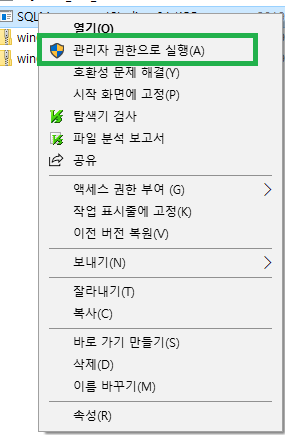 열기(O)
관리자 권한으로 실행(A)
호환성 문제 해결(Y)
시작 화면에 고정(P)
탐색기 검사
파일 분석 보고서
공유
액세스 권한 부여 (G)
작업 표시줄에 고정(K)
이전 버전 복원(V)
보내기(N)
잘라내기(T)
복사(C)
바로 가기 만들기(S)
삭제(D)
이름 바꾸기(M)
속성(R)